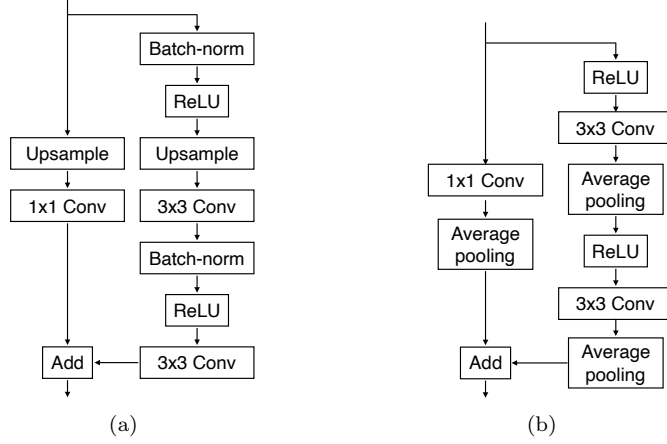 Batch-norm
ReLU
Upsample
Upsample
1x1 Conv
3x3 Conv
Batch-norm
ReLU
Add
3x3 Conv
(a)
ReLU
3x3 Conv
1x1 Conv
Average
pooling
Average
pooling
ReLU
3x3 Conv
Add
Average
pooling
(b)